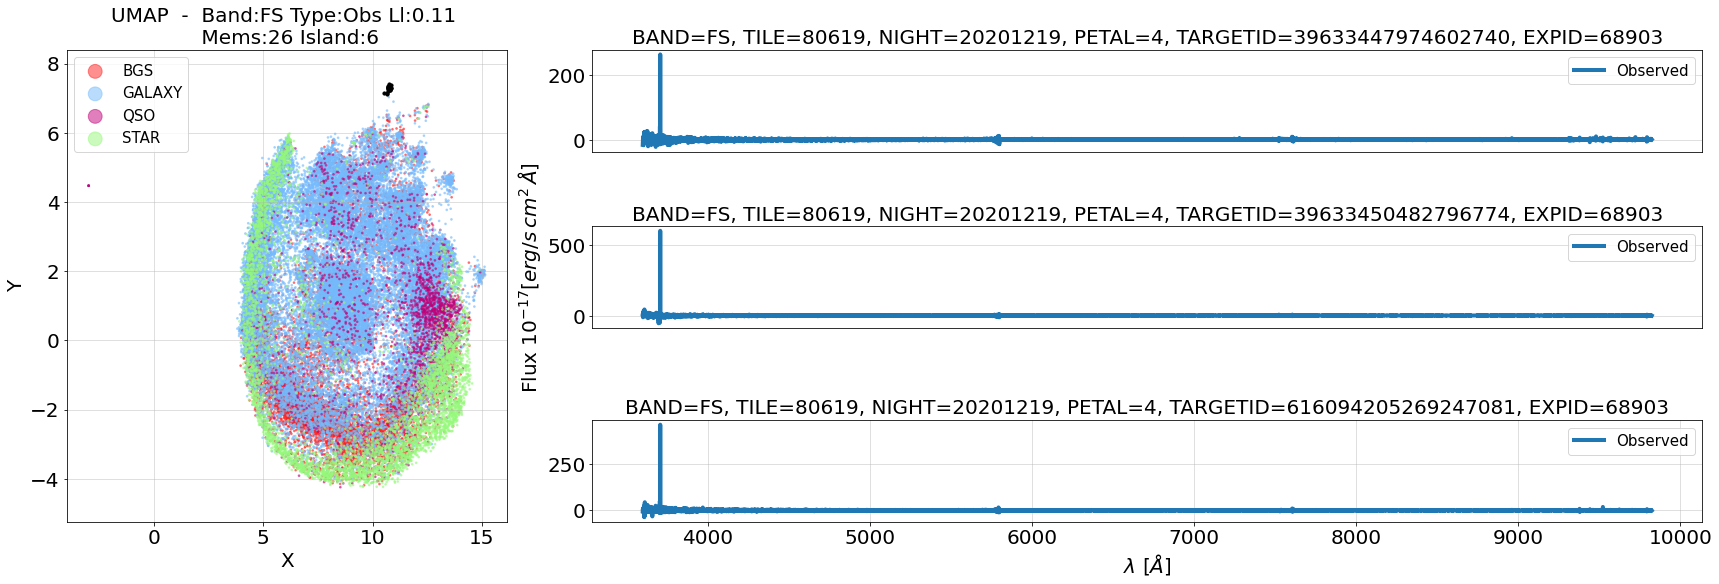 UMAP  -  Band:FS Type:Obs Ll:0.11
Mems:26 Island:6
8
6
4
2
0
−2
−4
Y
BGS
GALAXY
QSO
STAR
0
5
10
15
X
Flux 10⁻¹⁷[erg/s cm² Å]
BAND=FS, TILE=80619, NIGHT=20201219, PETAL=4, TARGETID=39633447974602740, EXPID=68903
200
0
Observed
BAND=FS, TILE=80619, NIGHT=20201219, PETAL=4, TARGETID=39633450482796774, EXPID=68903
500
0
Observed
BAND=FS, TILE=80619, NIGHT=20201219, PETAL=4, TARGETID=616094205269247081, EXPID=68903
250
0
Observed
4000
5000
6000
7000
8000
9000
10000
λ [Å]